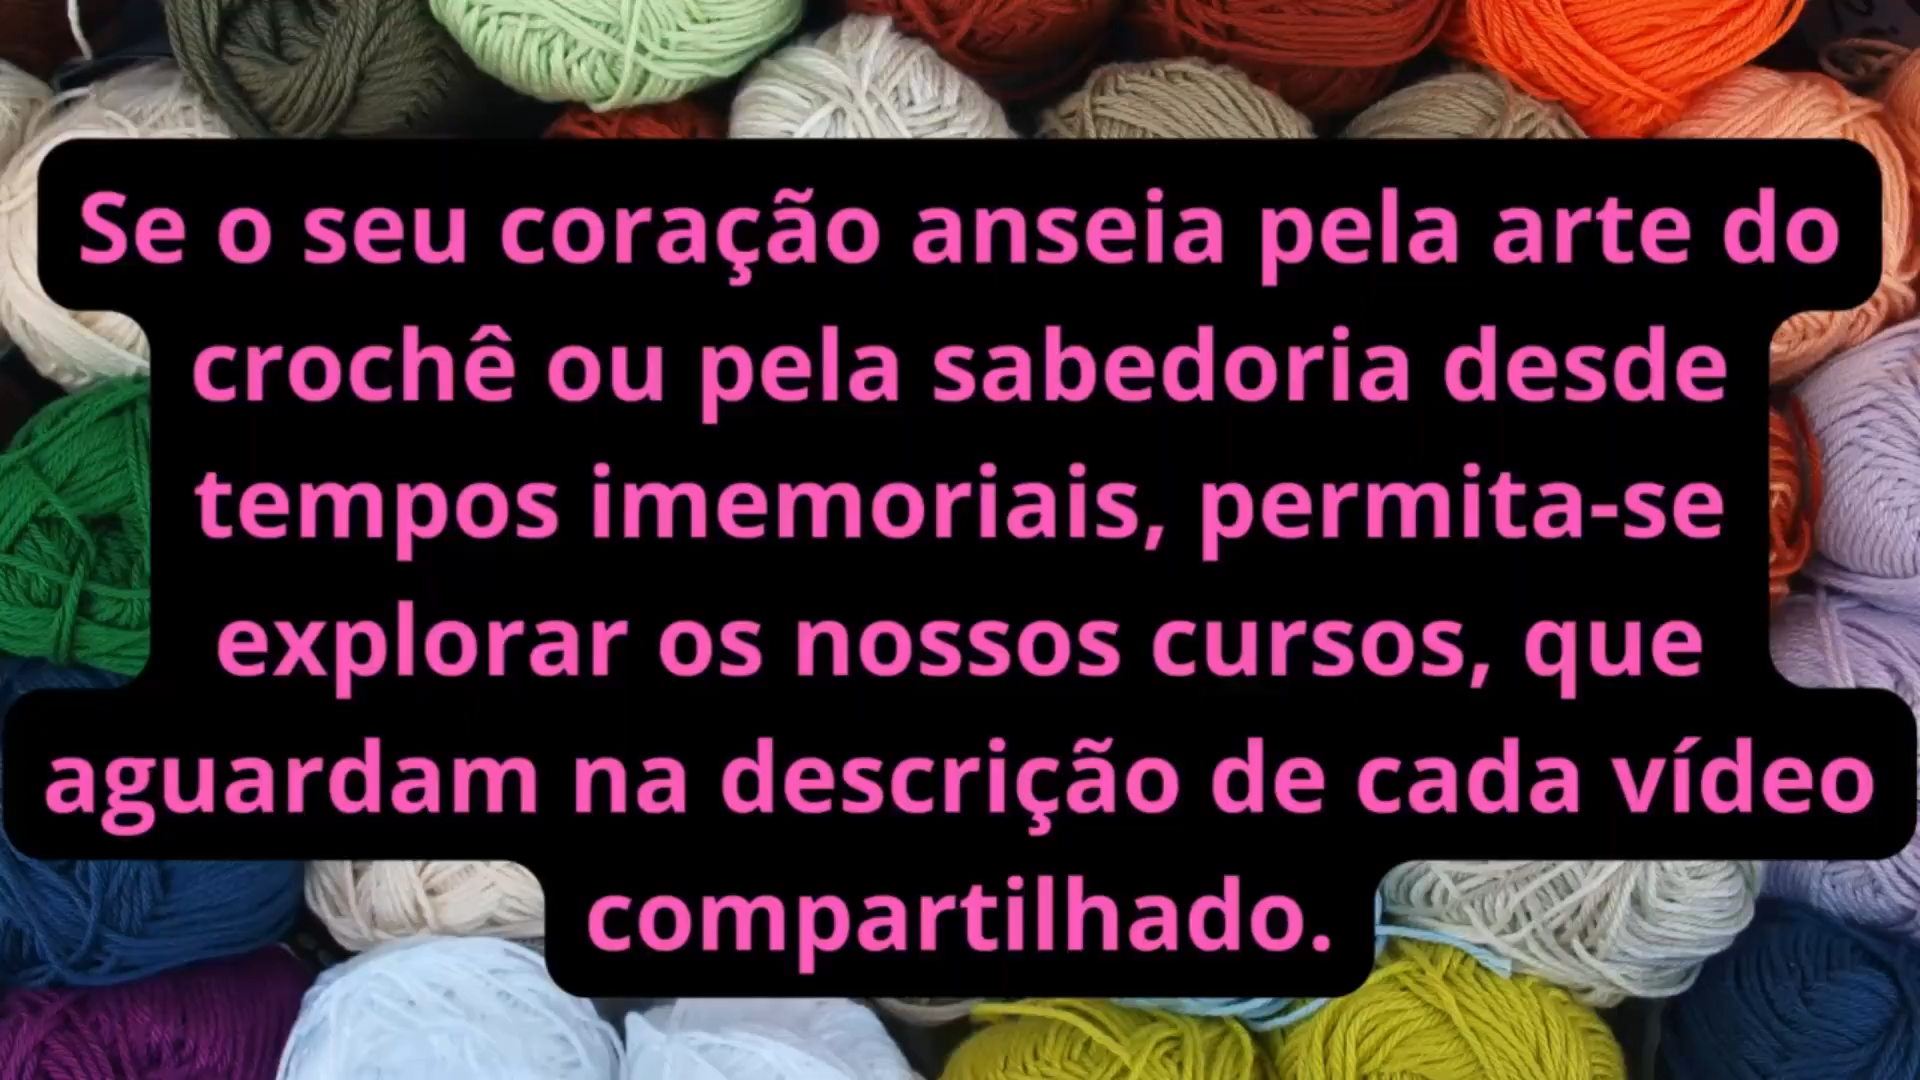 Se o seu coração anseia pela arte do
crochê ou pela sabedoria desde
tempos imemoriais, permita-se
explorar os nossos cursos, que
aguardam na descrição de cada vídeo
compartilhado.